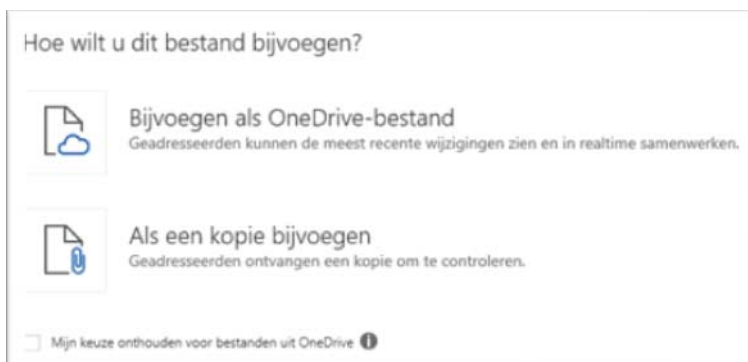 Hoe wilt u dit bestand bijvoegen?
Bijvoegen als OneDrive-bestand
Geadresseerden kunnen de meest recente wijzigingen zien en in realtime samenwerken.
Als een kopie bijvoegen
Geadresseerden ontvangen een kopie om te controleren.
Mijn keuze onthouden voor bestanden uit OneDrive